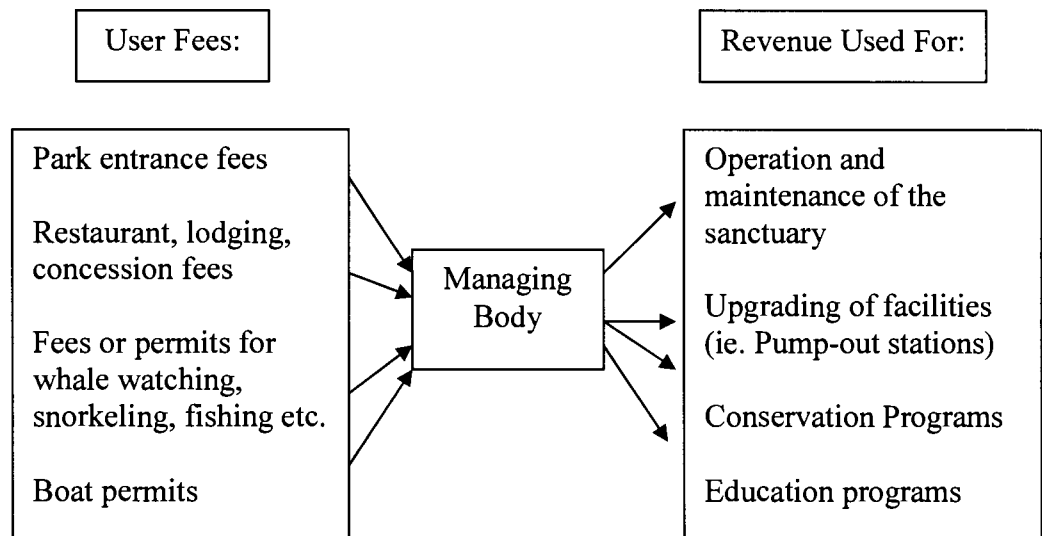 User Fees:
Revenue Used For:
Park entrance fees
Restaurant, lodging,
concession fees
Fees or permits for
whale watching,
snorkeling, fishing etc.
Boat permits
Managing
Body
Operation and
maintenance of the
sanctuary
Upgrading of facilities
(ie. Pump-out stations)
Conservation Programs
Education programs